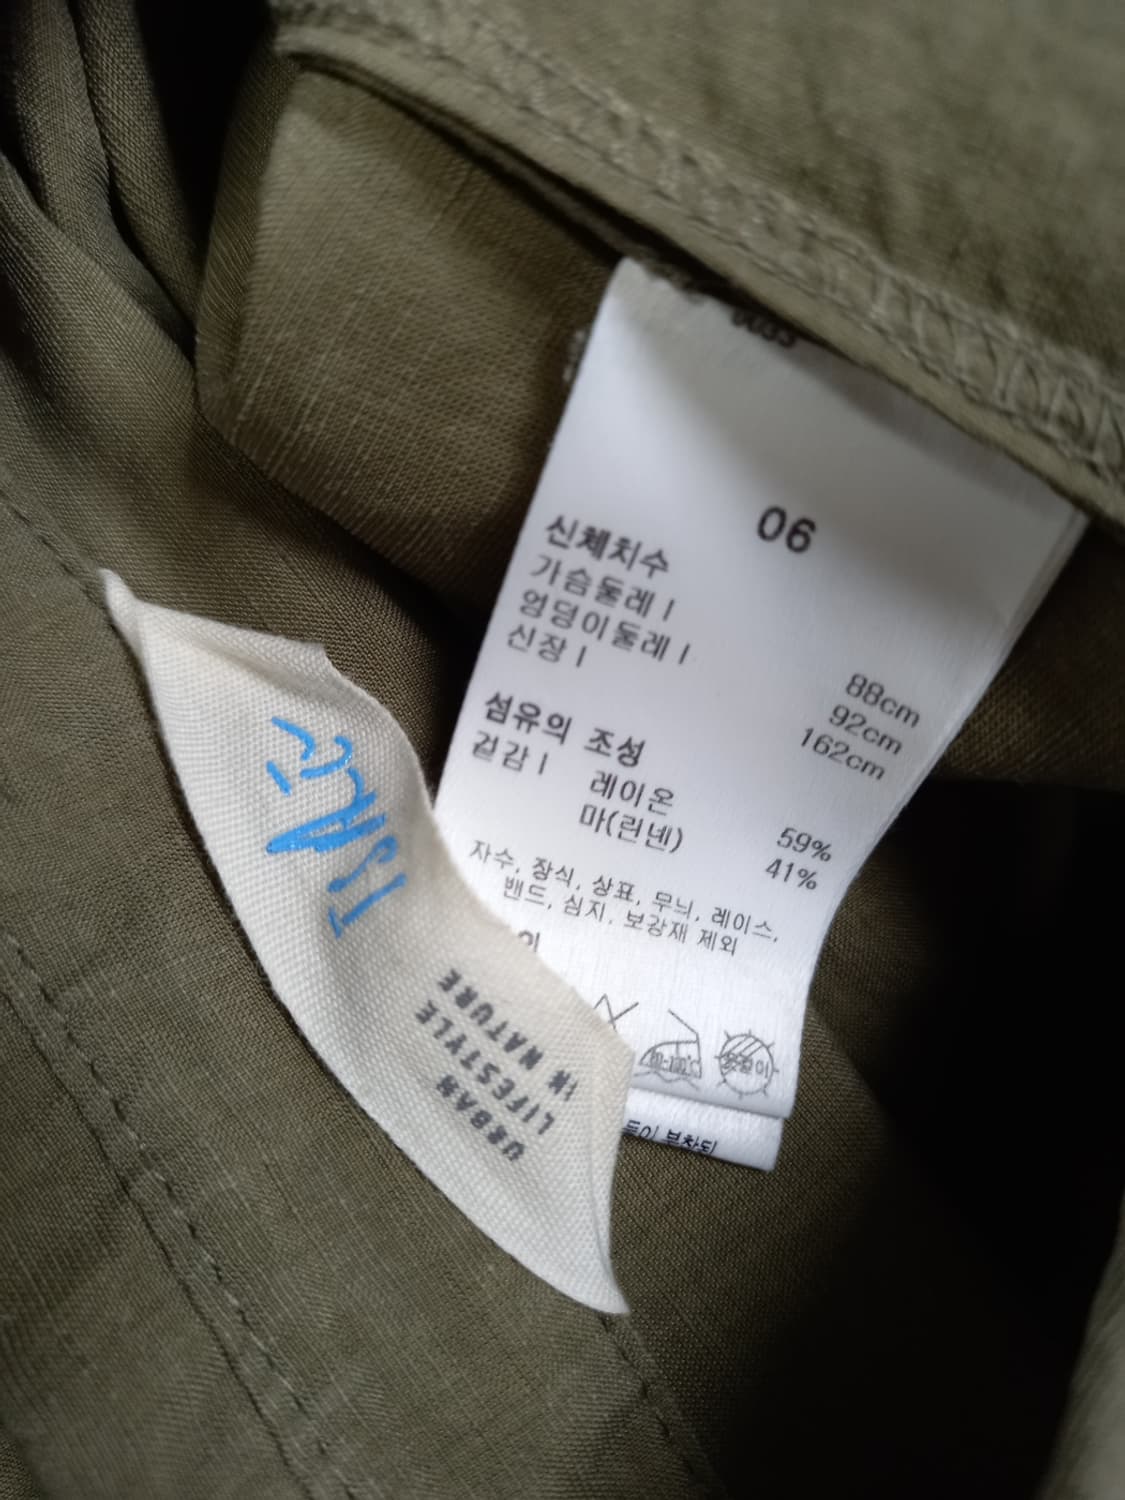 06
신체치수
가슴둘레 | 88cm
엉덩이둘레 | 92cm
신장 | 162cm
섬유의 조성
겉감 | 레이온 59%
마(린넨) 41%
자수, 장식, 상표, 무늬, 레이스,
밴드, 심지, 보강재 제외
URBAN
LIFESTYLE
IN NATURE